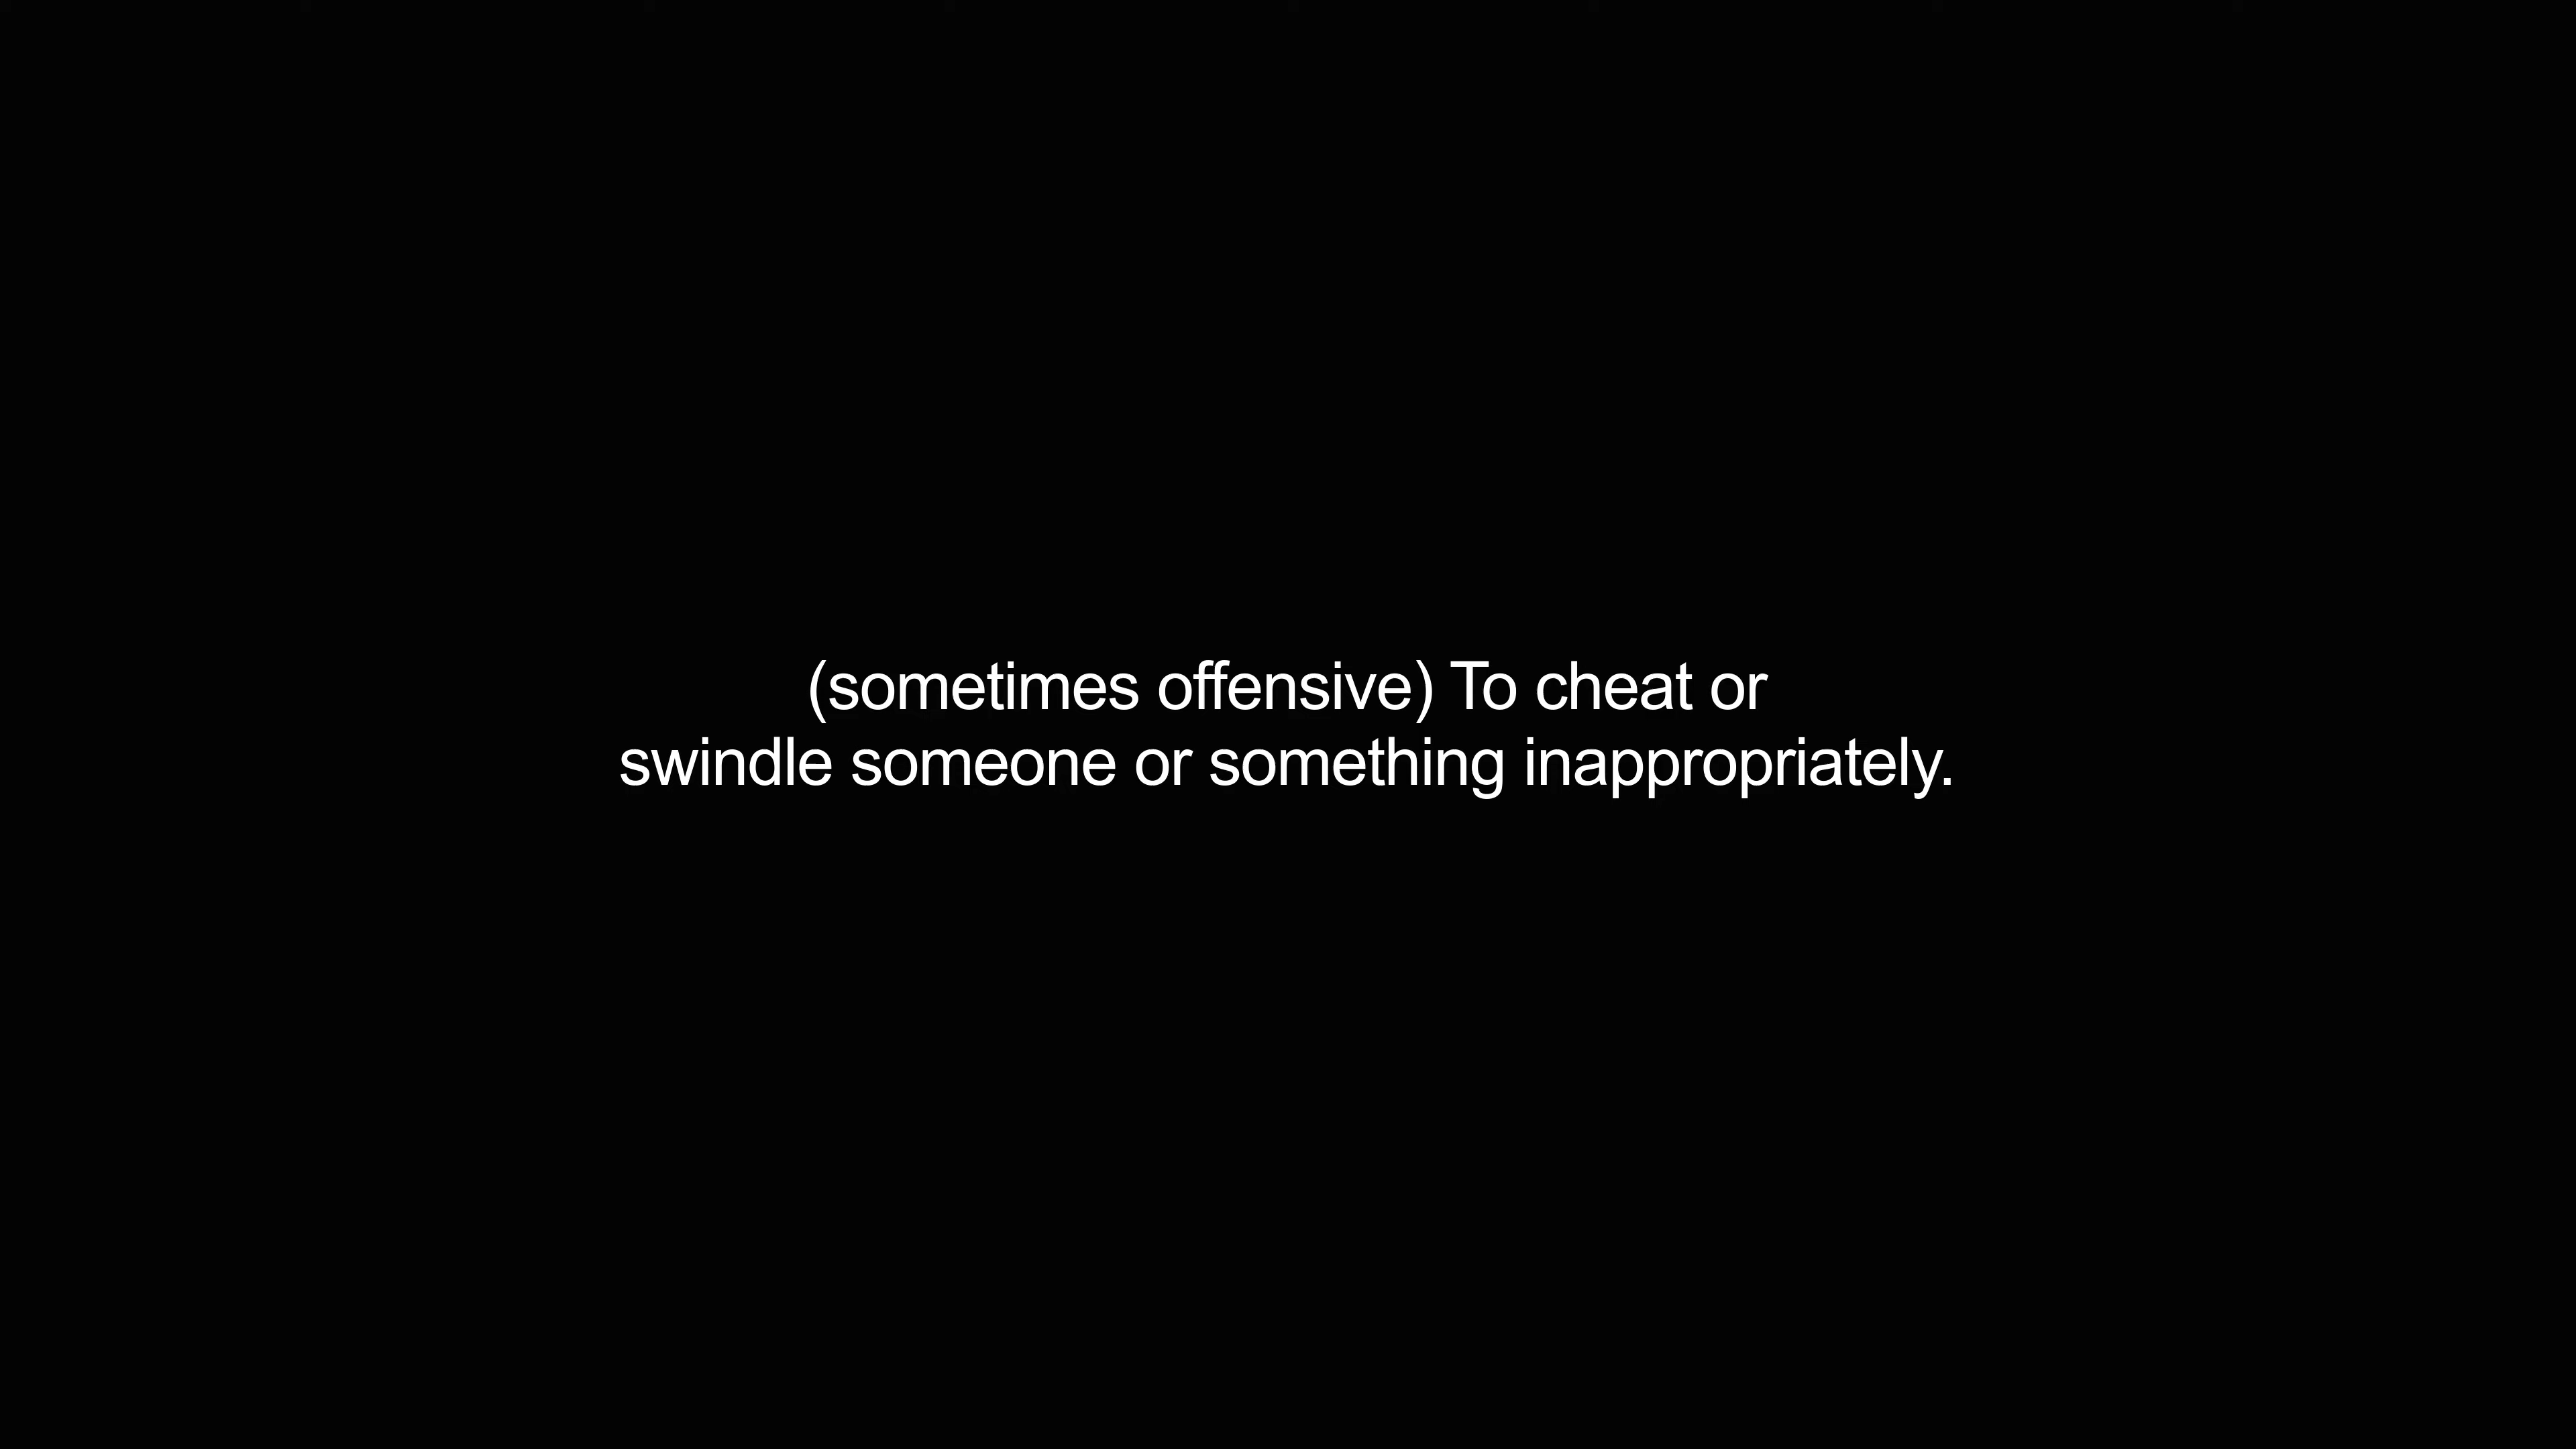 (sometimes offensive) To cheat or
swindle someone or something inappropriately.